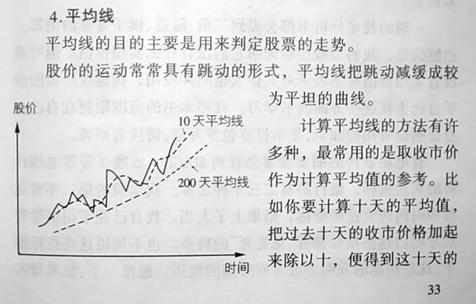 4. 平均线
平均线的目的主要是用来判定股票的走势。
股价的运动常常具有跳动的形式，平均线把跳动减缓成较
为平坦的曲线。
股价
10天平均线
200天平均线
时间
计算平均线的方法有许
多种，最常用的是取收市价
作为计算平均值的参考。比
如你要计算十天的平均值，
把过去十天的收市价格加起
来除以十，便得到这十天的
33